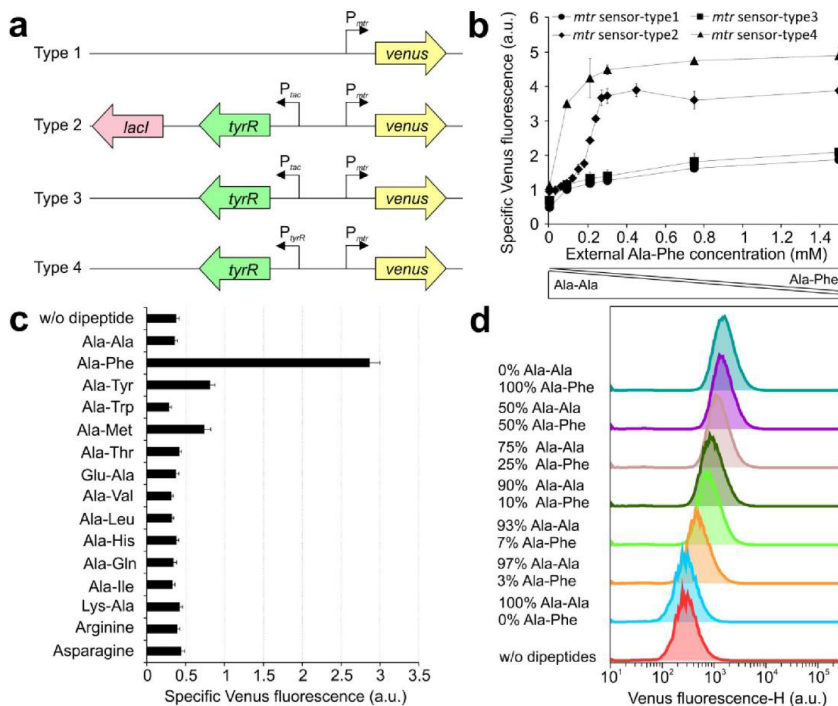 a
Type 1
P mtr
venus
Type 2
lacI
tyrR
P tac
P mtr
venus
Type 3
tyrR
P tac
P mtr
venus
Type 4
tyrR
P tyrR
P mtr
venus
b
mtr sensor-type1
mtr sensor-type3
mtr sensor-type2
mtr sensor-type4
Specific Venus fluorescence (a.u.)
6
5
4
3
2
1
0
0.0
0.5
1.0
1.5
External Ala-Phe concentration (mM)
Ala-Ala
Ala-Phe
c
w/o dipeptide
Ala-Ala
Ala-Phe
Ala-Tyr
Ala-Trp
Ala-Met
Ala-Thr
Glu-Ala
Ala-Val
Ala-Leu
Ala-His
Ala-Gln
Ala-Ile
Lys-Ala
Arginine
Asparagine
0 0.5 1 1.5 2 2.5 3 3.5
Specific Venus fluorescence (a.u.)
d
0% Ala-Ala
100% Ala-Phe
50% Ala-Ala
50% Ala-Phe
75% Ala-Ala
25% Ala-Phe
90% Ala-Ala
10% Ala-Phe
93% Ala-Ala
7% Ala-Phe
97% Ala-Ala
3% Ala-Phe
100% Ala-Ala
0% Ala-Phe
w/o dipeptides
10¹ 10² 10³ 10⁴ 10⁵
Venus fluorescence-H (a.u.)